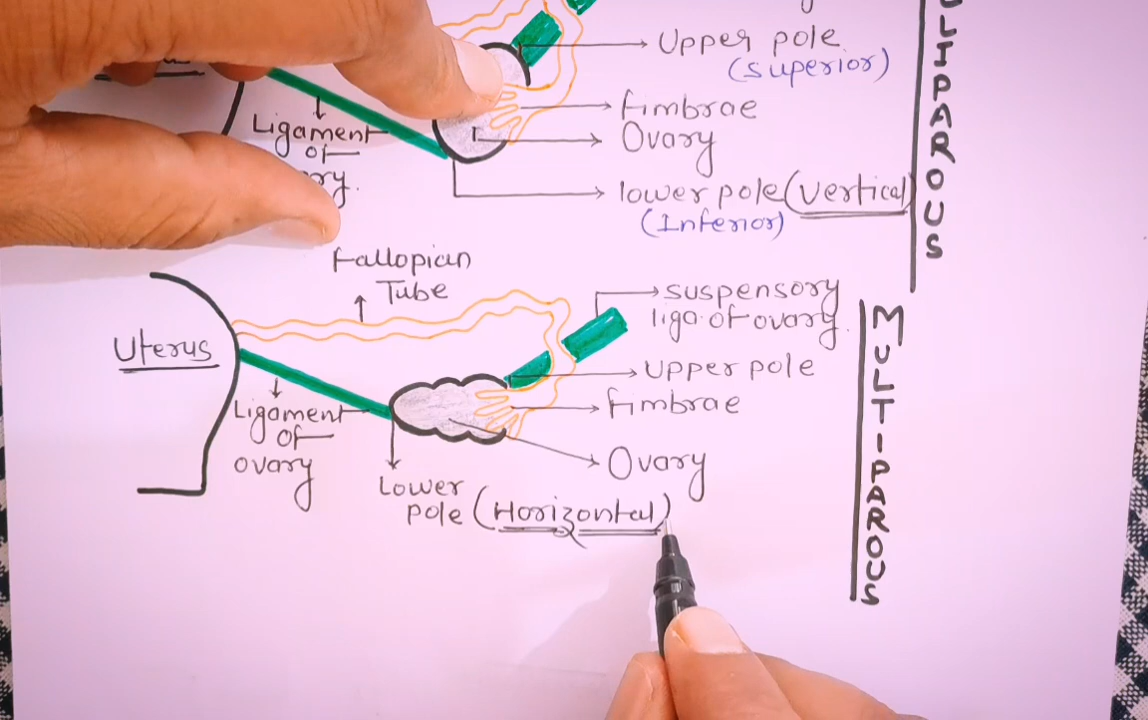 Upper pole
(superior)
fimbrae
Ligament
of
Ovary
lower pole (vertical)
(Inferior)
LTIPAROUS
fallopian
Tube
suspensory
liga. of ovary.
Uterus
Upper pole
Ligament
of
ovary
fimbrae
Ovary
Lower
pole (Horizontal)
MULTIPAROUS